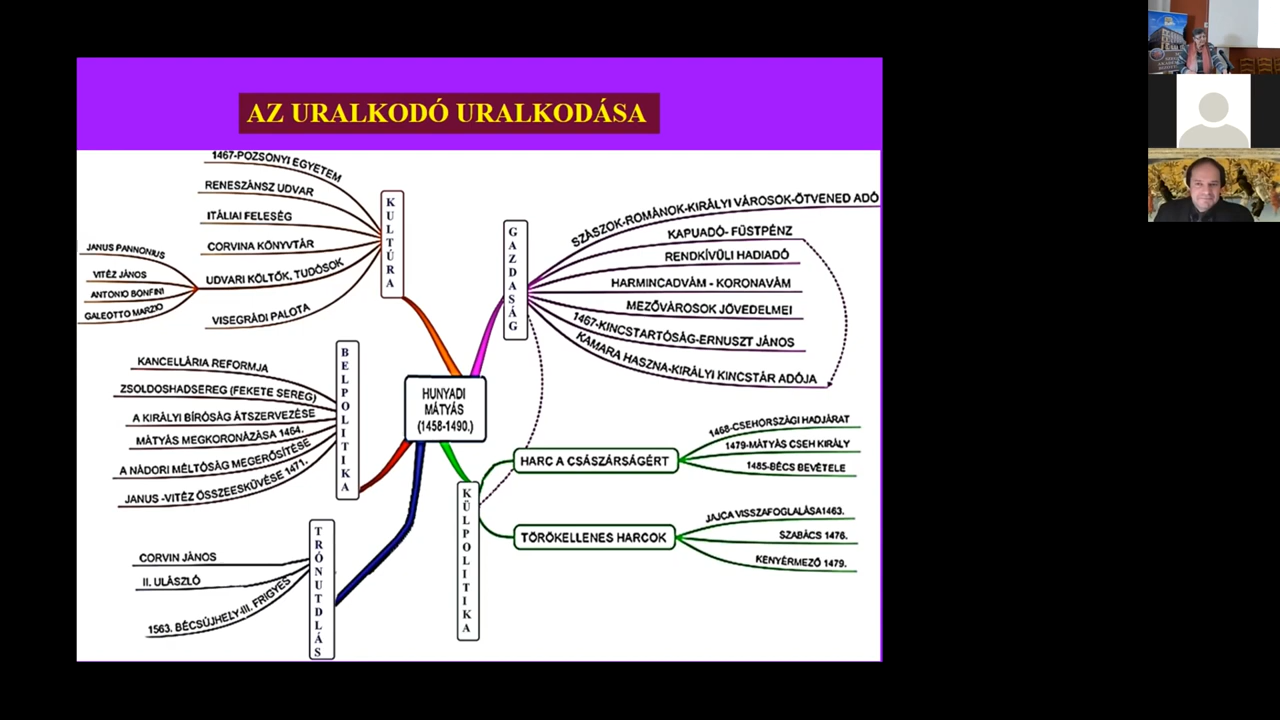 AZ URALKODÓ URALKODÁSA
HUNYADI
MÁTYÁS
(1458-1490.)
KULTÚRA
1467-POZSONYI EGYETEM
RENESZÁNSZ UDVAR
ITÁLIAI FELESÉG
CORVINA KÖNYVTÁR
UDVARI KÖLTŐK, TUDÓSOK
JANUS PANNONIUS
VITÉZ JÁNOS
ANTONIO BONFINI
GALEOTTO MARZIO
VISEGRÁDI PALOTA
GAZDASÁG
SZÁSZOK-ROMÁNOK-KIRÁLYI VÁROSOK-ÖTVENED ADÓ
KAPUADÓ- FÜSTPÉNZ
RENDKÍVÜLI HADIADÓ
HARMINCADVÁM - KORONAVÁM
MEZŐVÁROSOK JÖVEDELMEI
1467-KINCSTARTÓSÁG-ERNUSZT JÁNOS
KAMARA HASZNA-KIRÁLYI KINCSTÁR ADÓJA
BELPOLITIKA
KANCELLÁRIA REFORMJA
ZSOLDOSHADSEREG (FEKETE SEREG)
A KIRÁLYI BÍRÓSÁG ÁTSZERVEZÉSE
MÁTYÁS MEGKORONÁZÁSA 1464.
A NÁDORI MÉLTÓSÁG MEGERŐSÍTÉSE
JANUS -VITÉZ ÖSSZEESKÜVÉSE 1471.
KÜLPOLITIKA
HARC A CSÁSZÁRSÁGÉRT
1468-CSEHORSZÁGI HADJÁRAT
1479-MÁTYÁS CSEH KIRÁLY
1485-BÉCS BEVÉTELE
TÖRÖKELLENES HARCOK
JAJCA VISSZAFOGLALÁSA1463.
SZABÁCS 1476.
KENYÉRMEZŐ 1479.
TRÓNUTDLÁS
CORVIN JÁNOS
II. ULÁSZLÓ
1563. BÉCSÚJHELY-III. FRIGYES